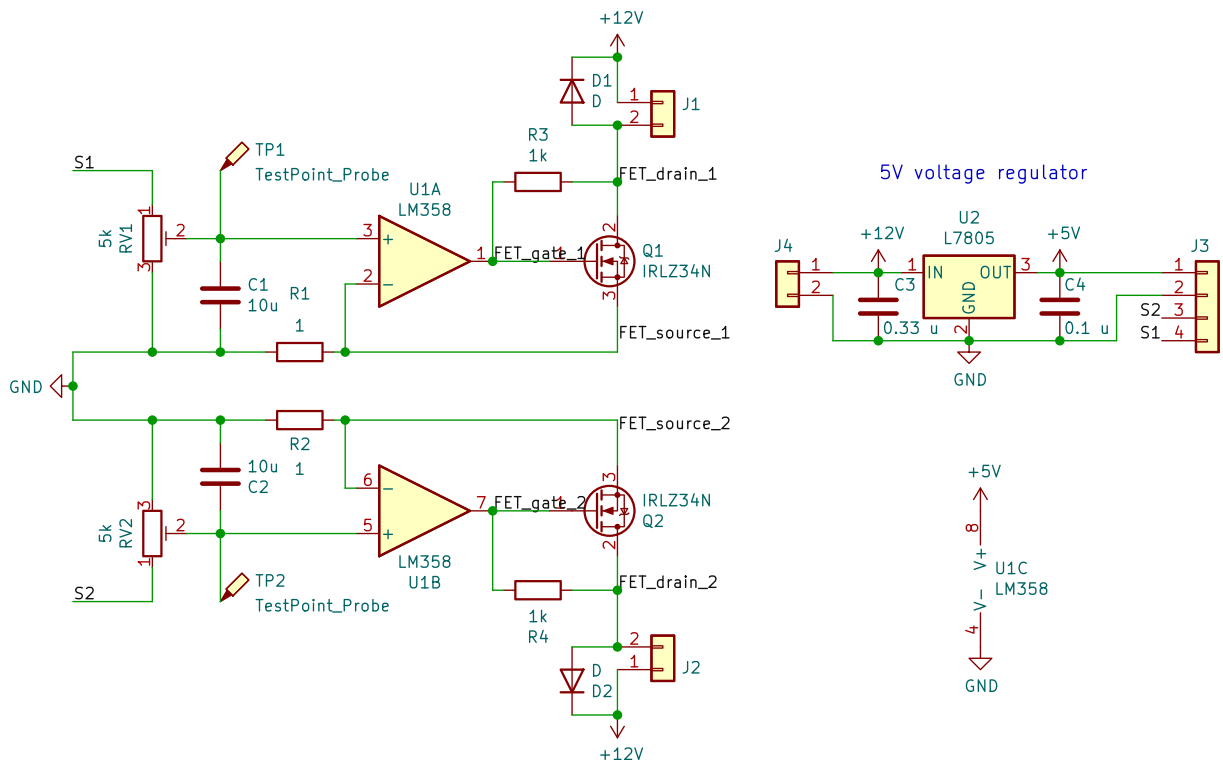 +12V
D1
D
1
2
J1
R3
1k
S1
TP1
TestPoint_Probe
FET_drain_1
5V voltage regulator
U1A
LM358
1
5k
RV1
2
3
3
+
2
−
1
FET_gate_1
1
2
Q1
IRLZ34N
3
C1
10u
R1
1
FET_source_1
J4
1
2
+12V
C3
0.33 u
U2
L7805
1
IN
OUT
3
GND
2
GND
+5V
C4
0.1 u
J3
1
2
S2
3
S1
4
GND
R2
1
FET_source_2
10u
C2
6
−
5
+
7
FET_gate_2
1
3
IRLZ34N
Q2
2
5k
RV2
3
2
1
LM358
U1B
S2
TP2
TestPoint_Probe
FET_drain_2
1k
R4
2
1
J2
D
D2
+12V
+5V
8
V+
U1C
LM358
V−
4
GND